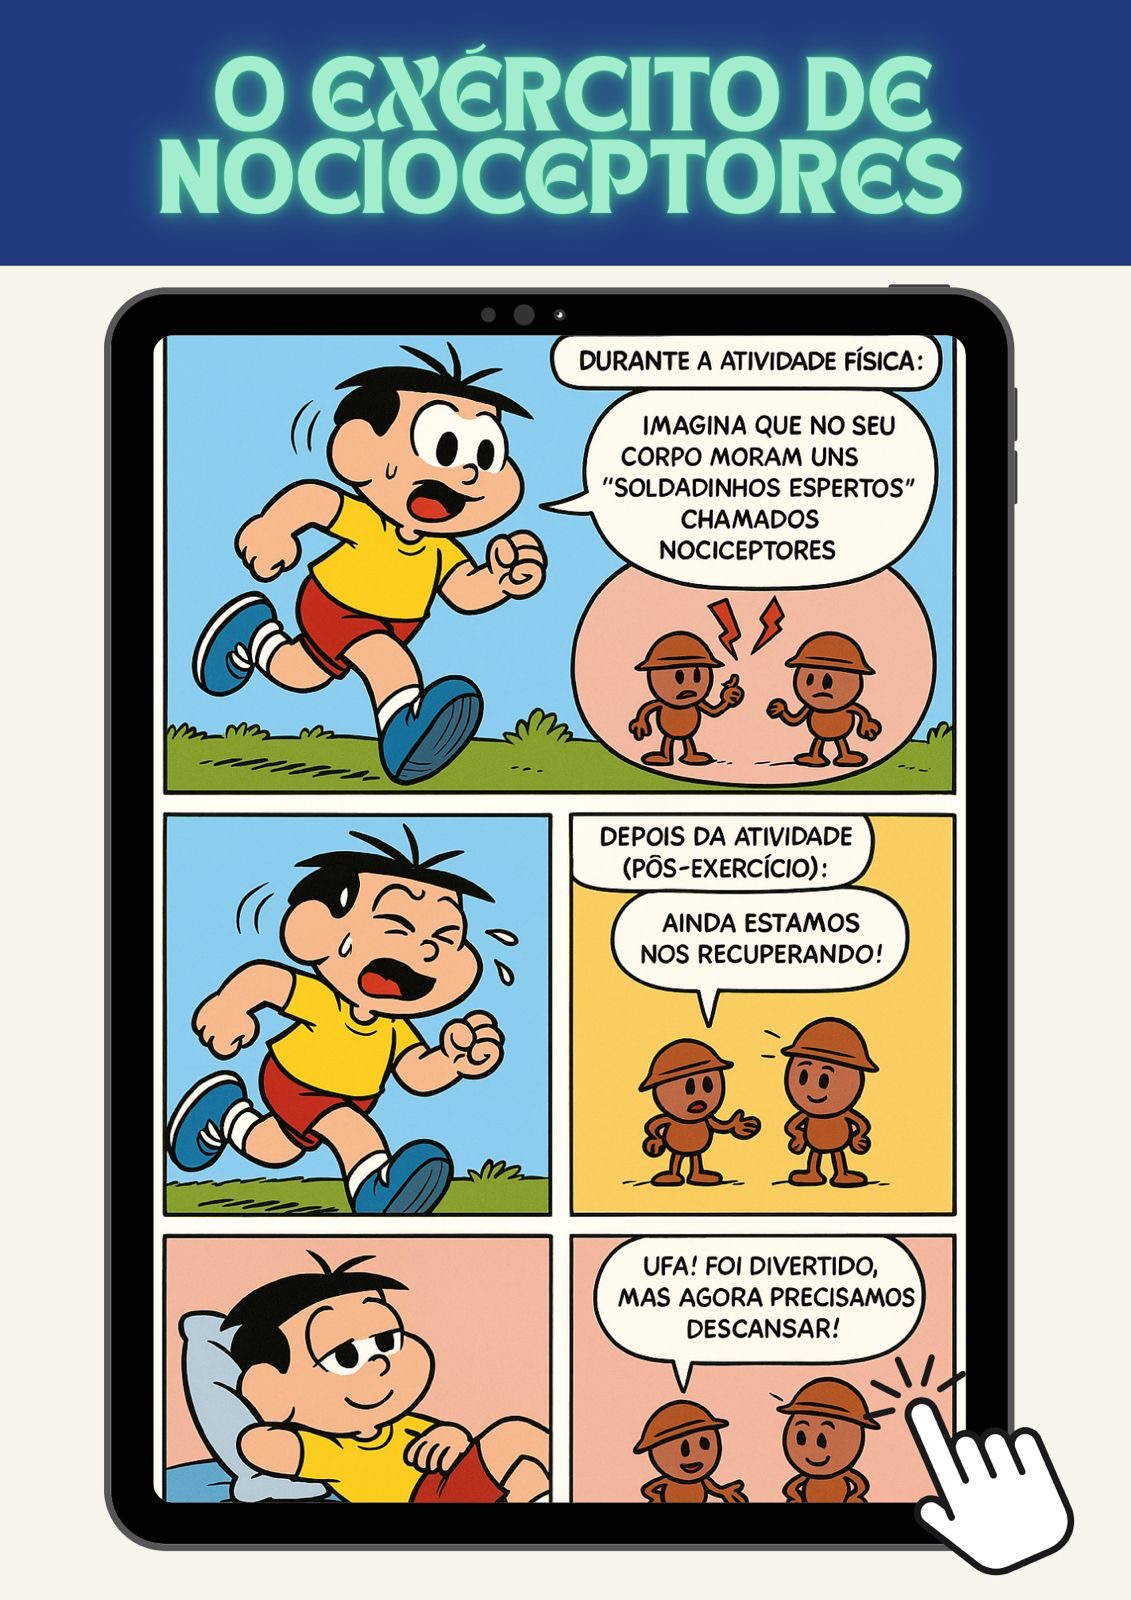 O EXÉRCITO DE
NOCIOCEPTORES
DURANTE A ATIVIDADE FÍSICA:
IMAGINA QUE NO SEU
CORPO MORAM UNS
"SOLDADINHOS ESPERTOS"
CHAMADOS
NOCICEPTORES
DEPOIS DA ATIVIDADE
(PÔS-EXERCÍCIO):
AINDA ESTAMOS
NOS RECUPERANDO!
UFA! FOI DIVERTIDO,
MAS AGORA PRECISAMOS
DESCANSAR!